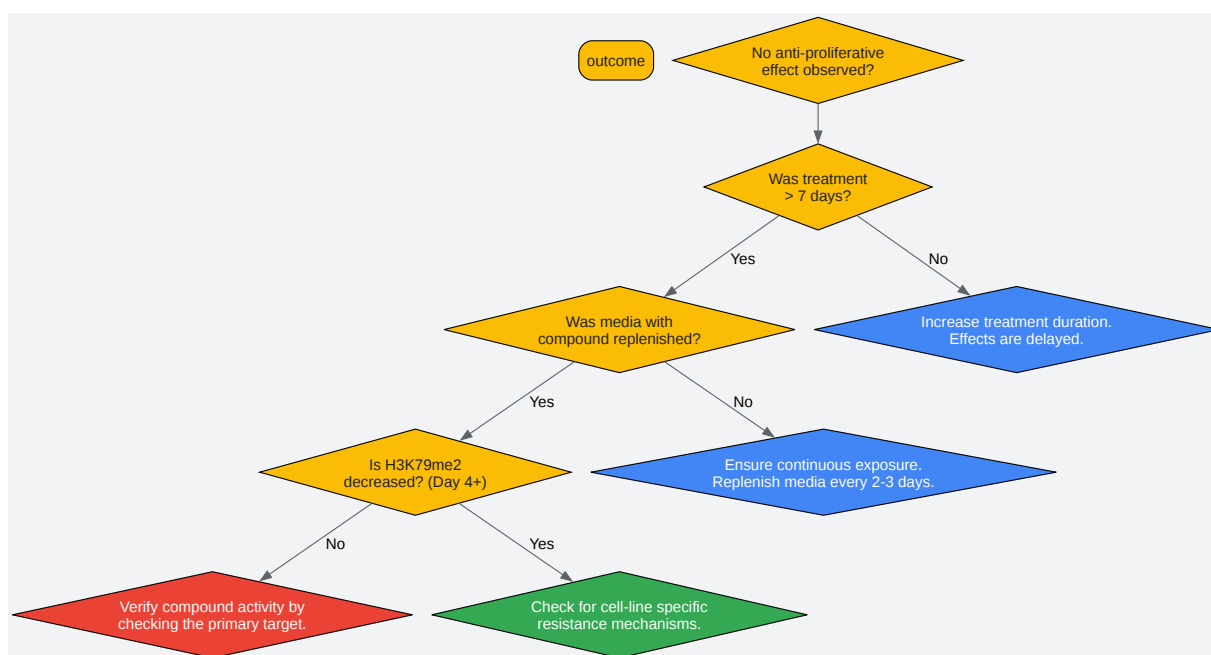 outcome
No anti-proliferative
effect observed?
Was treatment
> 7 days?
Yes
No
Was media with
compound replenished?
Increase treatment duration.
Effects are delayed.
Yes
No
Is H3K79me2
decreased? (Day 4+)
Ensure continuous exposure.
Replenish media every 2-3 days.
No
Yes
Verify compound activity by
checking the primary target.
Check for cell-line specific
resistance mechanisms.